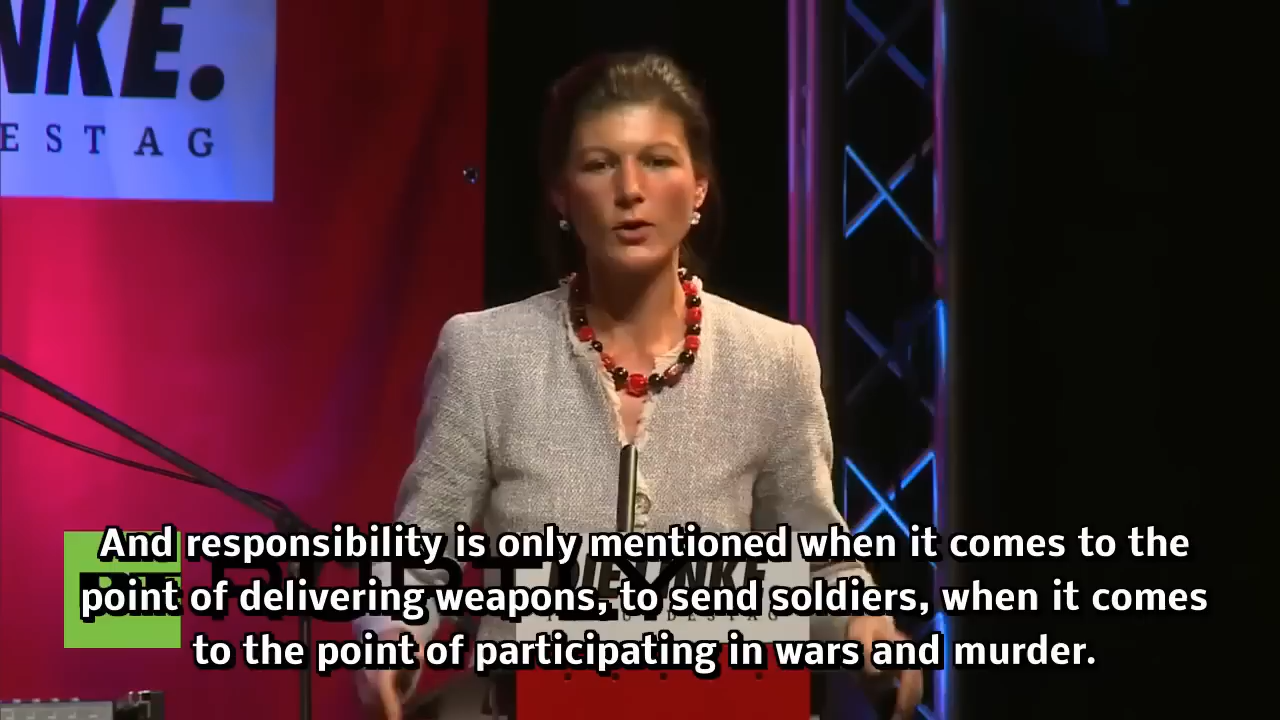 NKE.
DESTAG
And responsibility is only mentioned when it comes to the
point of delivering weapons, to send soldiers, when it comes
to the point of participating in wars and murder.